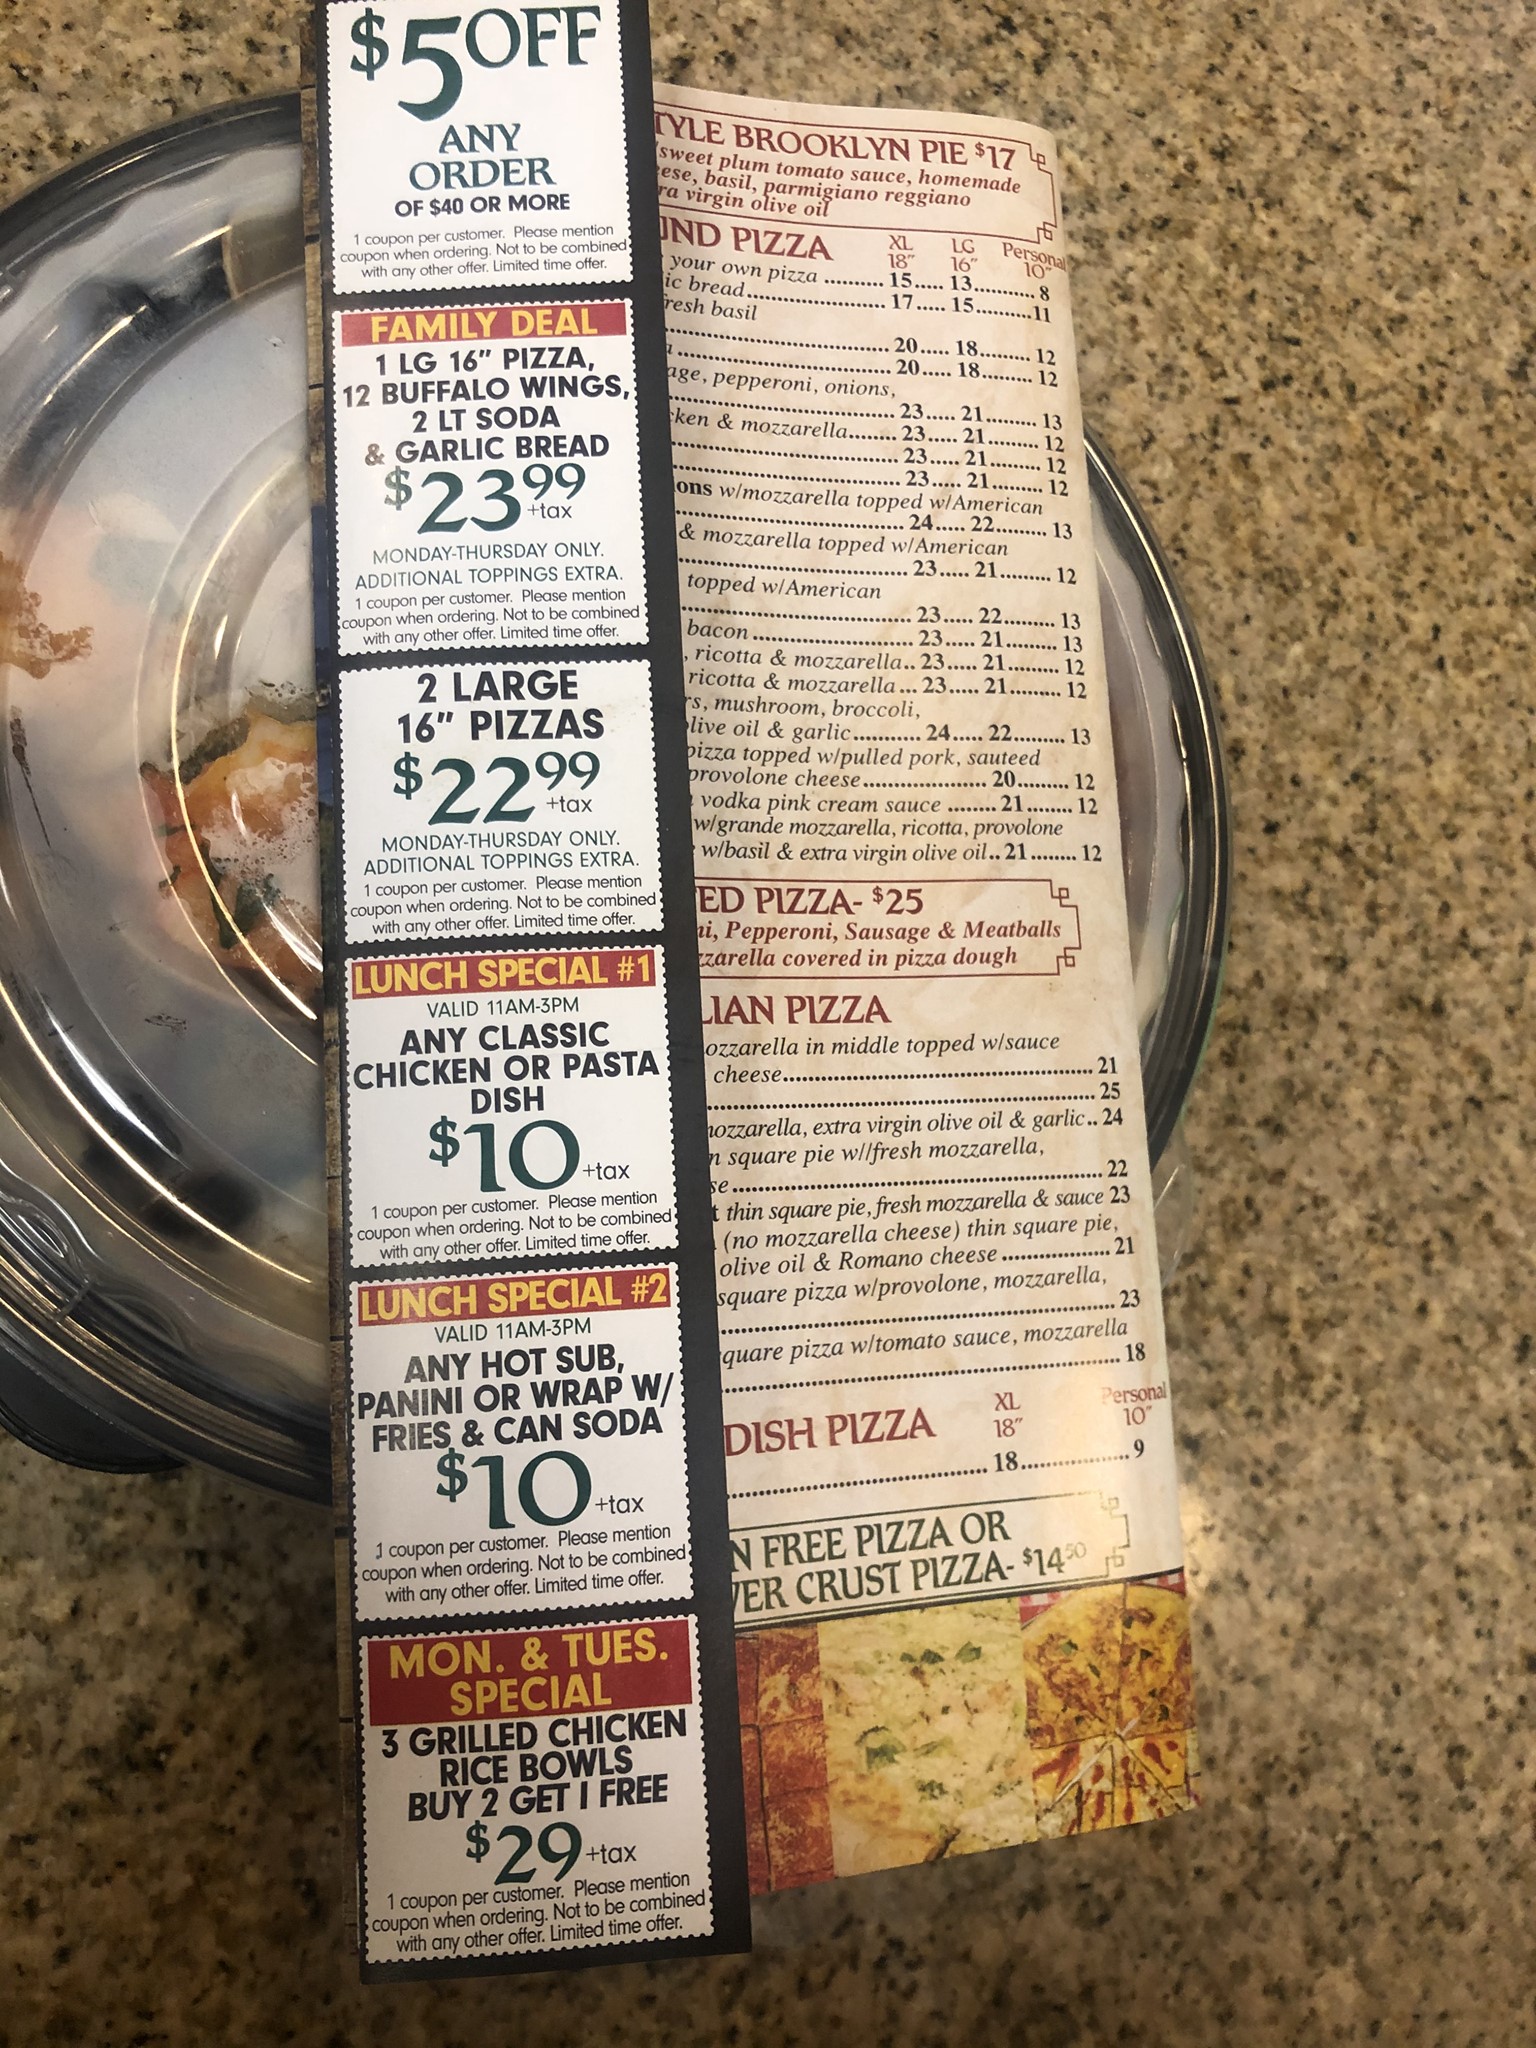 $5 OFF
ANY
ORDER
OF $40 OR MORE
1 coupon per customer. Please mention
coupon when ordering. Not to be combined
with any other offer. Limited time offer.
FAMILY DEAL
1 LG 16" PIZZA,
12 BUFFALO WINGS,
2 LT SODA
& GARLIC BREAD
$23.99 +tax
MONDAY-THURSDAY ONLY.
ADDITIONAL TOPPINGS EXTRA.
1 coupon per customer. Please mention
coupon when ordering. Not to be combined
with any other offer. Limited time offer.
2 LARGE
16" PIZZAS
$22.99 +tax
MONDAY-THURSDAY ONLY.
ADDITIONAL TOPPINGS EXTRA.
1 coupon per customer. Please mention
coupon when ordering. Not to be combined
with any other offer. Limited time offer.
LUNCH SPECIAL #1
VALID 11AM-3PM
ANY CLASSIC
CHICKEN OR PASTA
DISH
$10 +tax
1 coupon per customer. Please mention
coupon when ordering. Not to be combined
with any other offer. Limited time offer.
LUNCH SPECIAL #2
VALID 11AM-3PM
ANY HOT SUB,
PANINI OR WRAP W/
FRIES & CAN SODA
$10 +tax
1 coupon per customer. Please mention
coupon when ordering. Not to be combined
with any other offer. Limited time offer.
MON. & TUES.
SPECIAL
3 GRILLED CHICKEN
RICE BOWLS
BUY 2 GET 1 FREE
$29 +tax
1 coupon per customer. Please mention
coupon when ordering. Not to be combined
with any other offer. Limited time offer.
TYLE BROOKLYN PIE $17
sweet plum tomato sauce, homemade
ese, basil, parmigiano reggiano
ra virgin olive oil
UND PIZZA XL 18" LG 16" Personal 10"
your own pizza .......... 15..... 13.......... 8
ic bread....................... 17..... 15.......... 11
fresh basil
................................... 20..... 18......... 12
a ................................... 20..... 18......... 12
age, pepperoni, onions,
................................... 23..... 21......... 13
cken & mozzarella........ 23..... 21......... 12
................................... 23..... 21......... 12
................................... 23..... 21......... 12
ons w/mozzarella topped w/American
................................... 24..... 22......... 13
& mozzarella topped w/American
................................... 23..... 21......... 12
topped w/American
................................... 23..... 22......... 13
bacon ......................... 23..... 21......... 13
, ricotta & mozzarella.. 23..... 21......... 12
ricotta & mozzarella... 23..... 21......... 12
rs, mushroom, broccoli,
olive oil & garlic........... 24..... 22......... 13
pizza topped w/pulled pork, sauteed
provolone cheese.................... 20......... 12
vodka pink cream sauce ........ 21........ 12
w/grande mozzarella, ricotta, provolone
w/basil & extra virgin olive oil.. 21........ 12
ED PIZZA- $25
ni, Pepperoni, Sausage & Meatballs
zzarella covered in pizza dough
LIAN PIZZA
ozzarella in middle topped w/sauce
cheese................................................... 21
............................................................... 25
mozzarella, extra virgin olive oil & garlic.. 24
n square pie w//fresh mozzarella,
se............................................................ 22
t thin square pie, fresh mozzarella & sauce 23
(no mozzarella cheese) thin square pie,
olive oil & Romano cheese .................. 21
square pizza w/provolone, mozzarella,
............................................................... 23
square pizza w/tomato sauce, mozzarella
............................................................... 18
DISH PIZZA XL 18" Personal 10"
........................................... 18.................... 9
N FREE PIZZA OR
WER CRUST PIZZA- $14.50